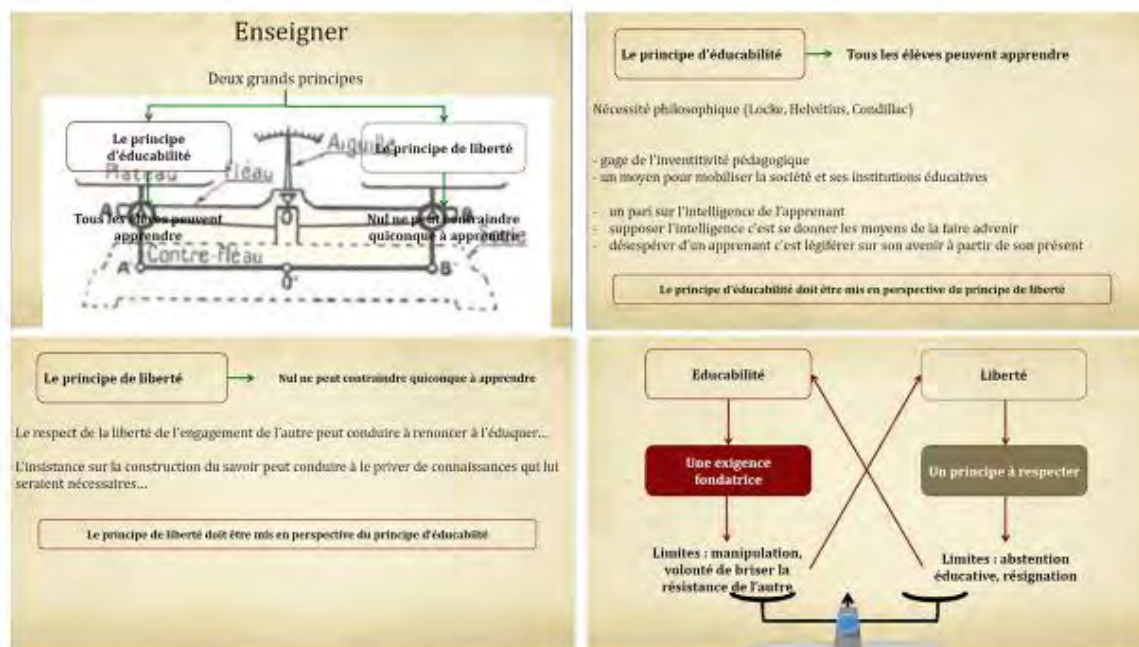 Enseigner
Deux grands principes
Le principe
d'éducabilité
Le principe de liberté
Aiguille
Plateau
Fléau
A
O
B
Tous les élèves peuvent
apprendre
Nul ne peut contraindre
quiconque à apprendre
Contre-fléau
A'
O'
B'
Le principe d'éducabilité
Tous les élèves peuvent apprendre
Nécessité philosophique (Locke, Helvétius, Condillac)
- gage de l'inventitivité pédagogique
- un moyen pour mobiliser la société et ses institutions éducatives
- un pari sur l'intelligence de l'apprenant
- supposer l'intelligence c'est se donner les moyens de la faire advenir
- désespérer d'un apprenant c'est légiférer sur son avenir à partir de son présent
Le principe d'éducabilité doit être mis en perspective du principe de liberté
Le principe de liberté
Nul ne peut contraindre quiconque à apprendre
Le respect de la liberté de l'engagement de l'autre peut conduire à renoncer à l'éduquer...
L'insistance sur la construction du savoir peut conduire à le priver de connaissances qui lui
seraient nécessaires...
Le principe de liberté doit être mis en perspective du principe d'éducabilté
Educabilité
Liberté
Une exigence
fondatrice
Un principe à respecter
Limites : manipulation,
volonté de briser la
résistance de l'autre
Limites : abstention
éducative, résignation